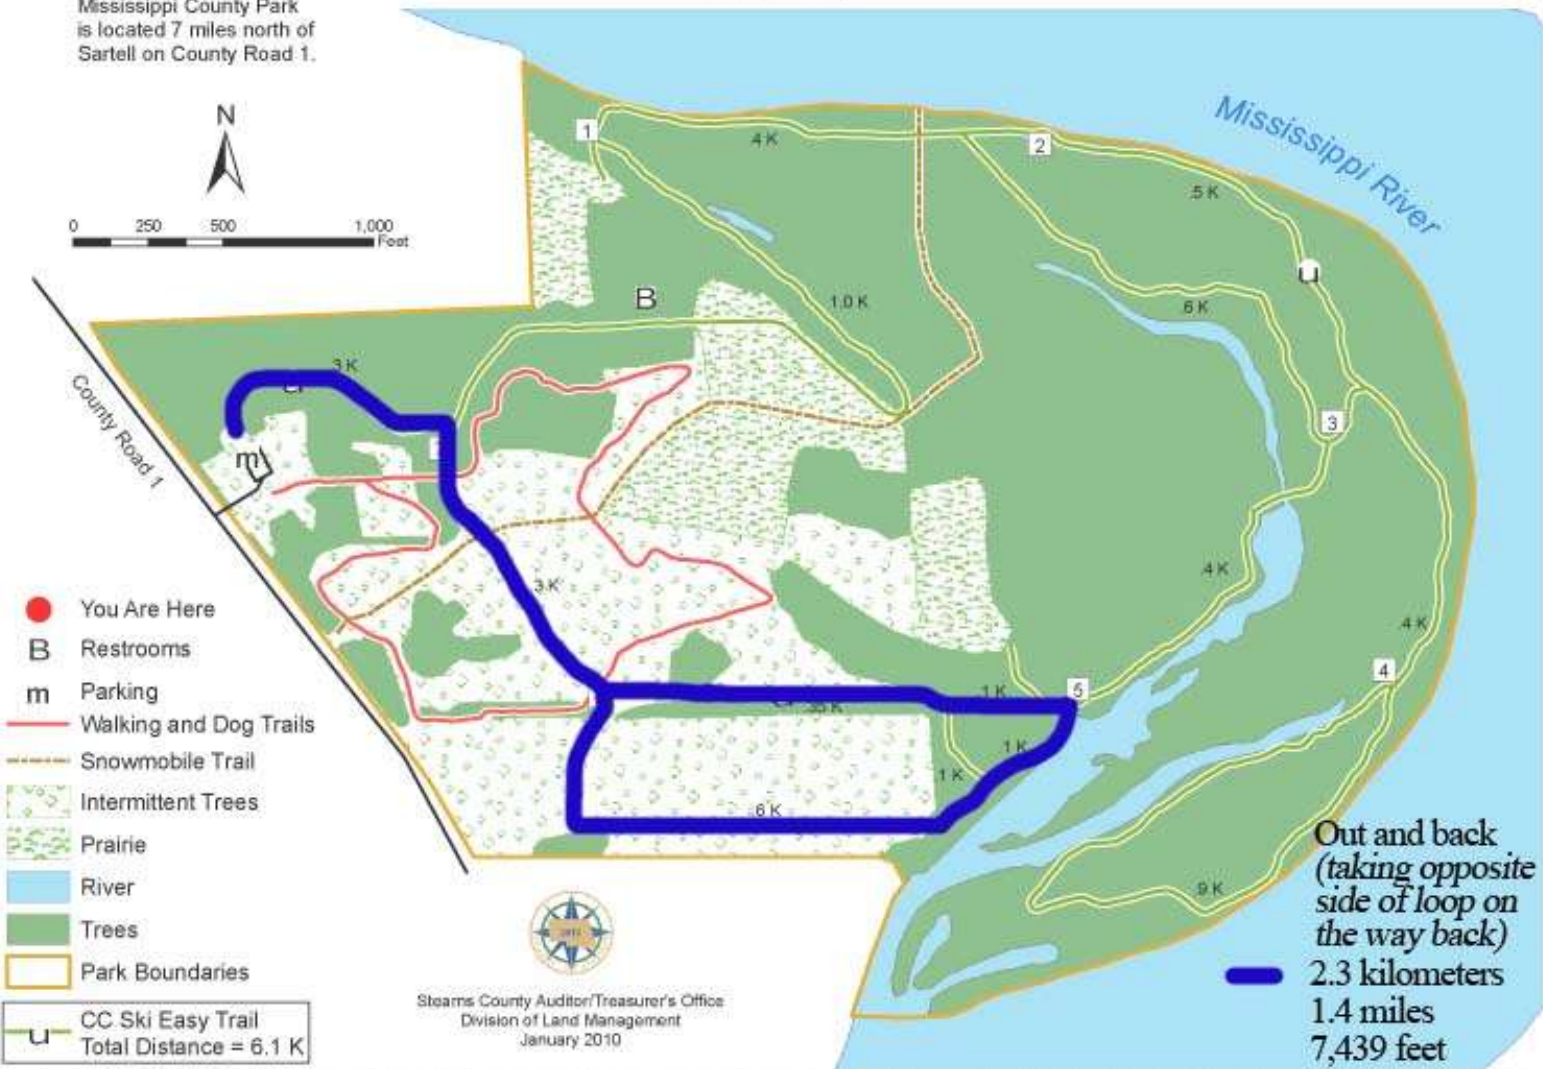 Mississippi County Park
is located 7 miles north of
Sartell on County Road 1.
N
0 250 500 1,000
Feet
Mississippi River
1
.4 K
2
.5 K
u
B
1.0 K
.6 K
.3 K
3
County Road 1
m
.3 K
.4 K
.4 K
4
5
.1 K
.35 K
.1 K
.1 K
.6 K
.9 K
You Are Here
B Restrooms
m Parking
Walking and Dog Trails
Snowmobile Trail
Intermittent Trees
Prairie
River
Trees
Park Boundaries
u CC Ski Easy Trail
Total Distance = 6.1 K
Stearns County Auditor/Treasurer's Office
Division of Land Management
January 2010
Out and back
(taking opposite
side of loop on
the way back)
2.3 kilometers
1.4 miles
7,439 feet